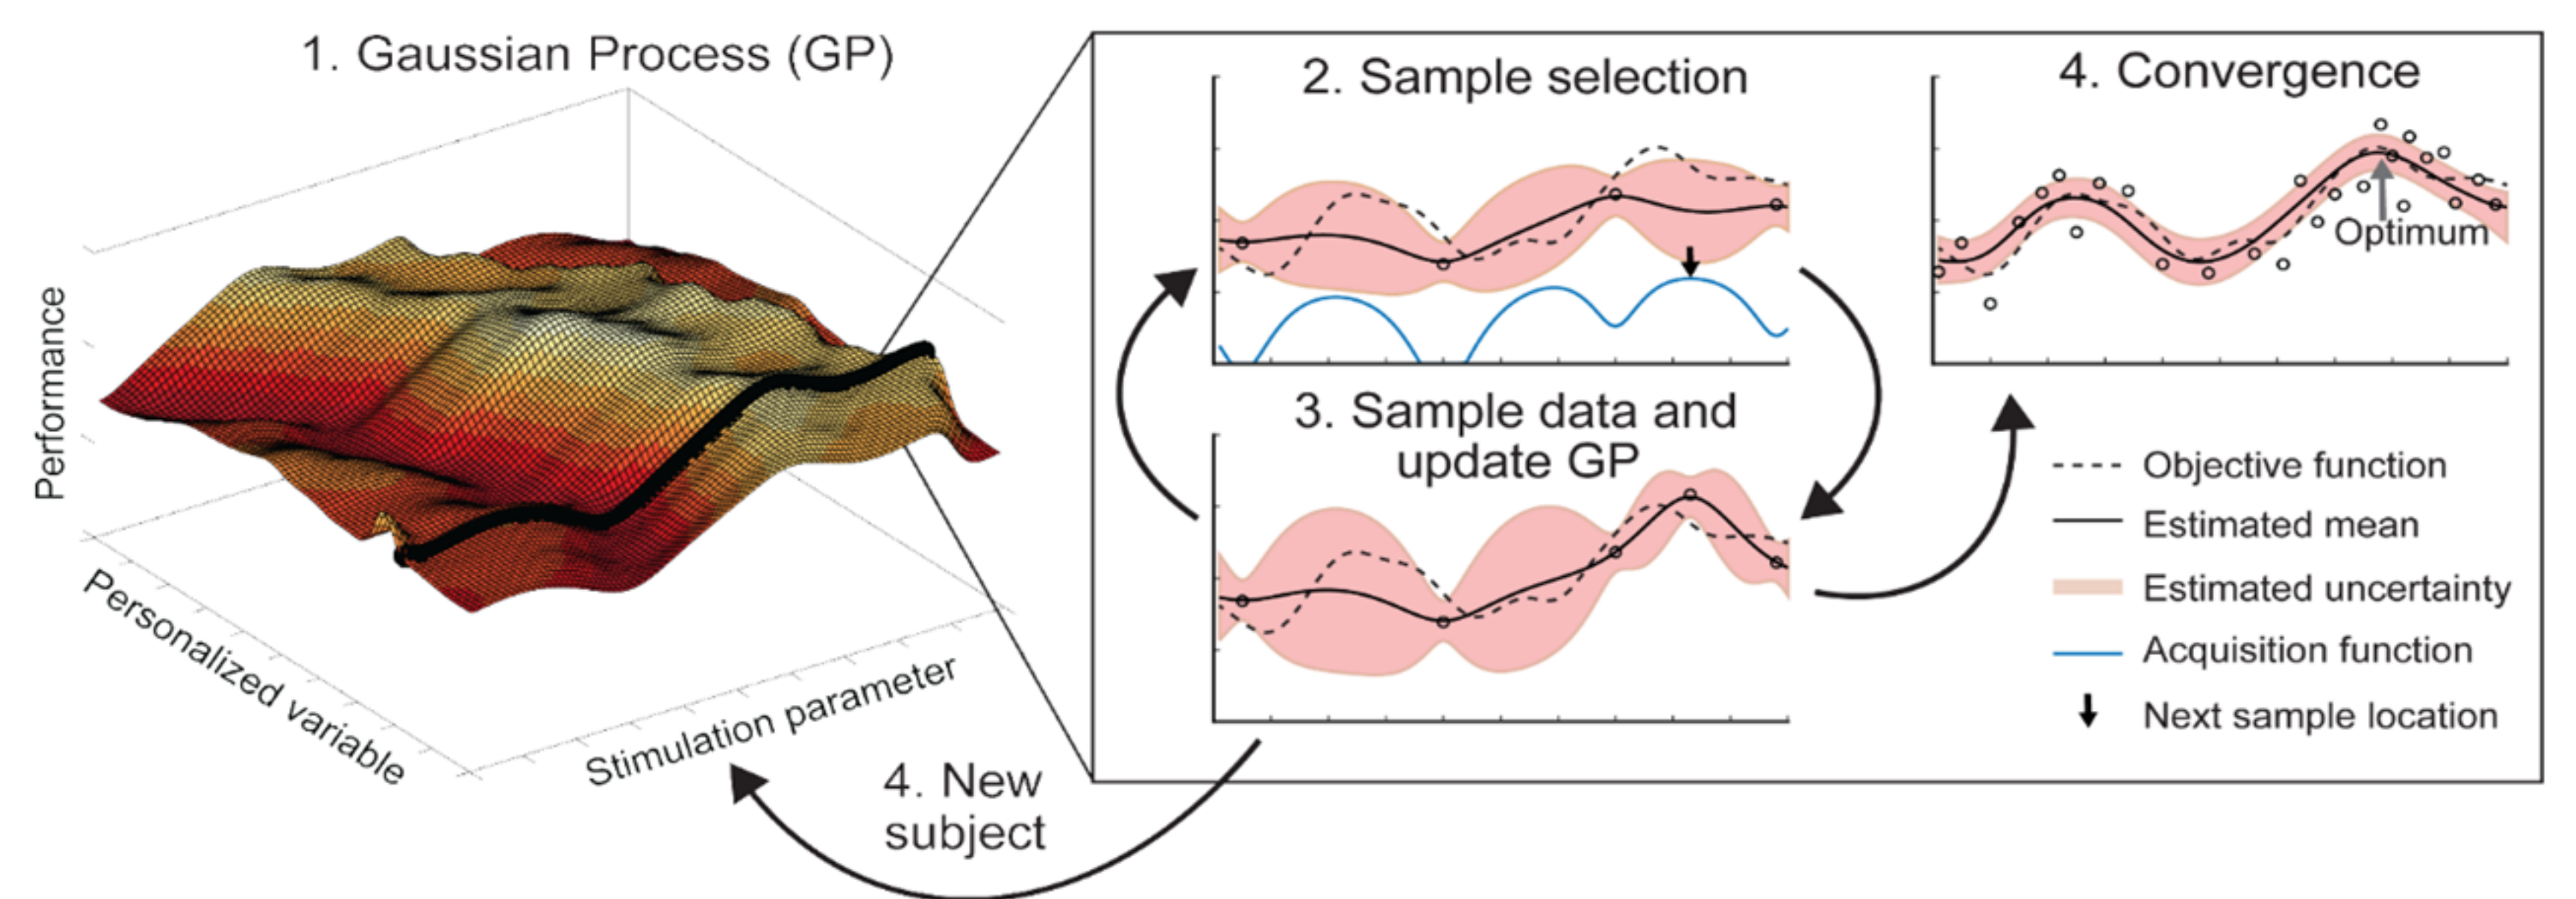 1. Gaussian Process (GP)
Performance
Personalized variable
Stimulation parameter
4. New
subject
2. Sample selection
3. Sample data and
update GP
4. Convergence
Optimum
Objective function
Estimated mean
Estimated uncertainty
Acquisition function
Next sample location